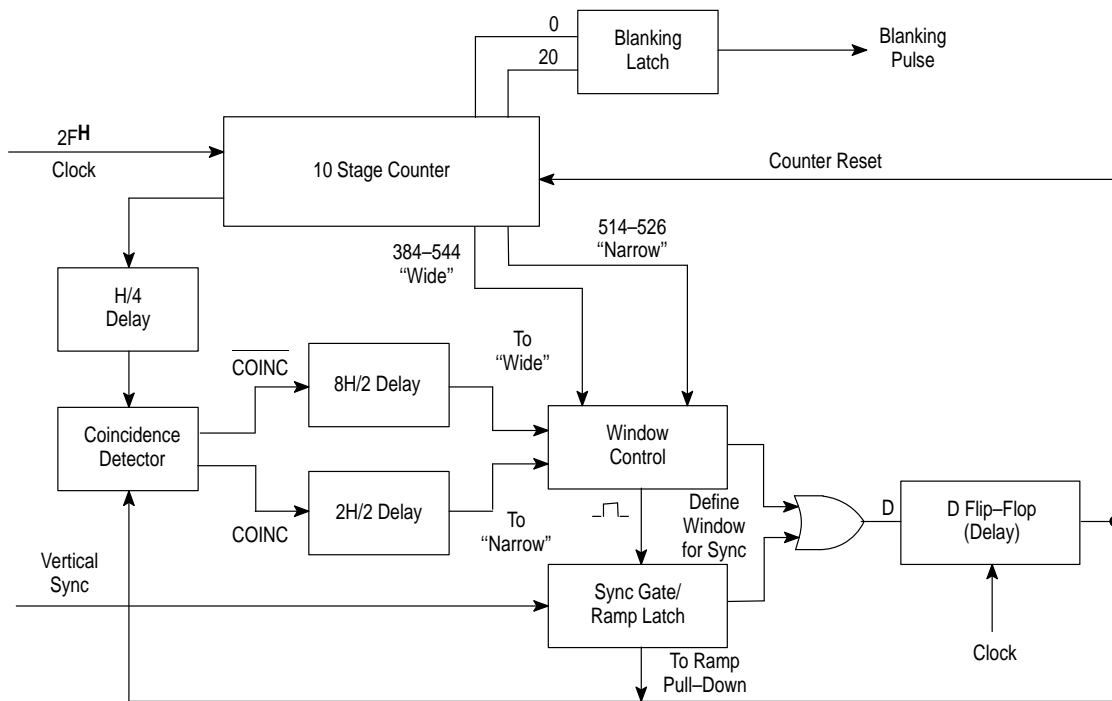 0
20
Blanking
Latch
Blanking
Pulse
2FH
Clock
10 Stage Counter
Counter Reset
384–544
“Wide”
514–526
“Narrow”
H/4
Delay
To
“Wide”
COINC
8H/2 Delay
Coincidence
Detector
Window
Control
COINC
2H/2 Delay
To
“Narrow”
Define
Window
for Sync
D
D Flip–Flop
(Delay)
Vertical
Sync
Sync Gate/
Ramp Latch
To Ramp
Pull–Down
Clock